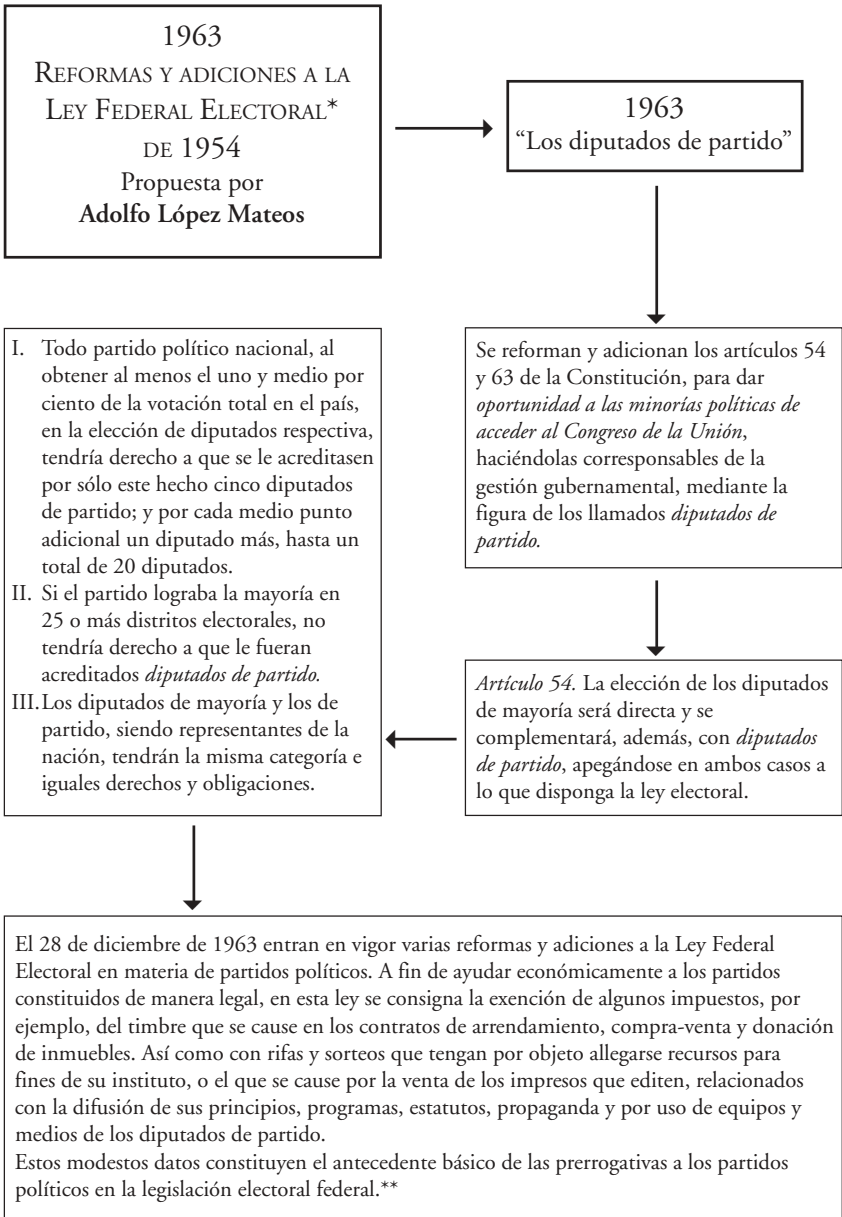 1963
REFORMAS Y ADICIONES A LA
LEY FEDERAL ELECTORAL*
DE 1954
Propuesta por
Adolfo López Mateos
1963
“Los diputados de partido”
Se reforman y adicionan los artículos 54
y 63 de la Constitución, para dar
oportunidad a las minorías políticas de
acceder al Congreso de la Unión,
haciéndolas corresponsables de la
gestión gubernamental, mediante la
figura de los llamados diputados de
partido.
Artículo 54. La elección de los diputados
de mayoría será directa y se
complementará, además, con diputados
de partido, apegándose en ambos casos a
lo que disponga la ley electoral.
I. Todo partido político nacional, al
obtener al menos el uno y medio por
ciento de la votación total en el país,
en la elección de diputados respectiva,
tendría derecho a que se le acreditasen
por sólo este hecho cinco diputados
de partido; y por cada medio punto
adicional un diputado más, hasta un
total de 20 diputados.
II. Si el partido lograba la mayoría en
25 o más distritos electorales, no
tendría derecho a que le fueran
acreditados diputados de partido.
III. Los diputados de mayoría y los de
partido, siendo representantes de la
nación, tendrán la misma categoría e
iguales derechos y obligaciones.
El 28 de diciembre de 1963 entran en vigor varias reformas y adiciones a la Ley Federal
Electoral en materia de partidos políticos. A fin de ayudar económicamente a los partidos
constituidos de manera legal, en esta ley se consigna la exención de algunos impuestos, por
ejemplo, del timbre que se cause en los contratos de arrendamiento, compra-venta y donación
de inmuebles. Así como con rifas y sorteos que tengan por objeto allegarse recursos para
fines de su instituto, o el que se cause por la venta de los impresos que editen, relacionados
con la difusión de sus principios, programas, estatutos, propaganda y por uso de equipos y
medios de los diputados de partido.
Estos modestos datos constituyen el antecedente básico de las prerrogativas a los partidos
políticos en la legislación electoral federal.**